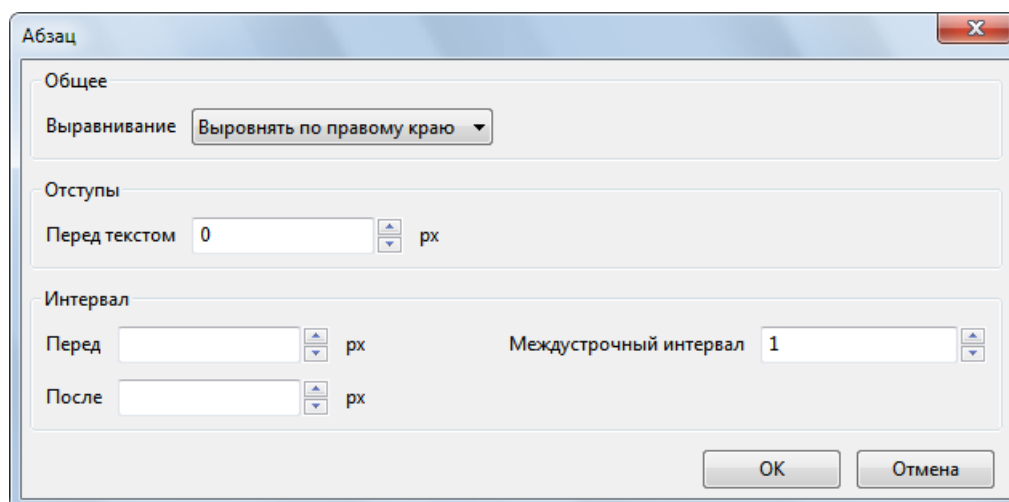 Абзац
Общее
Выравнивание Выровнять по правому краю
Отступы
Перед текстом 0 px
Интервал
Перед px Междустрочный интервал 1
После px
ОК Отмена